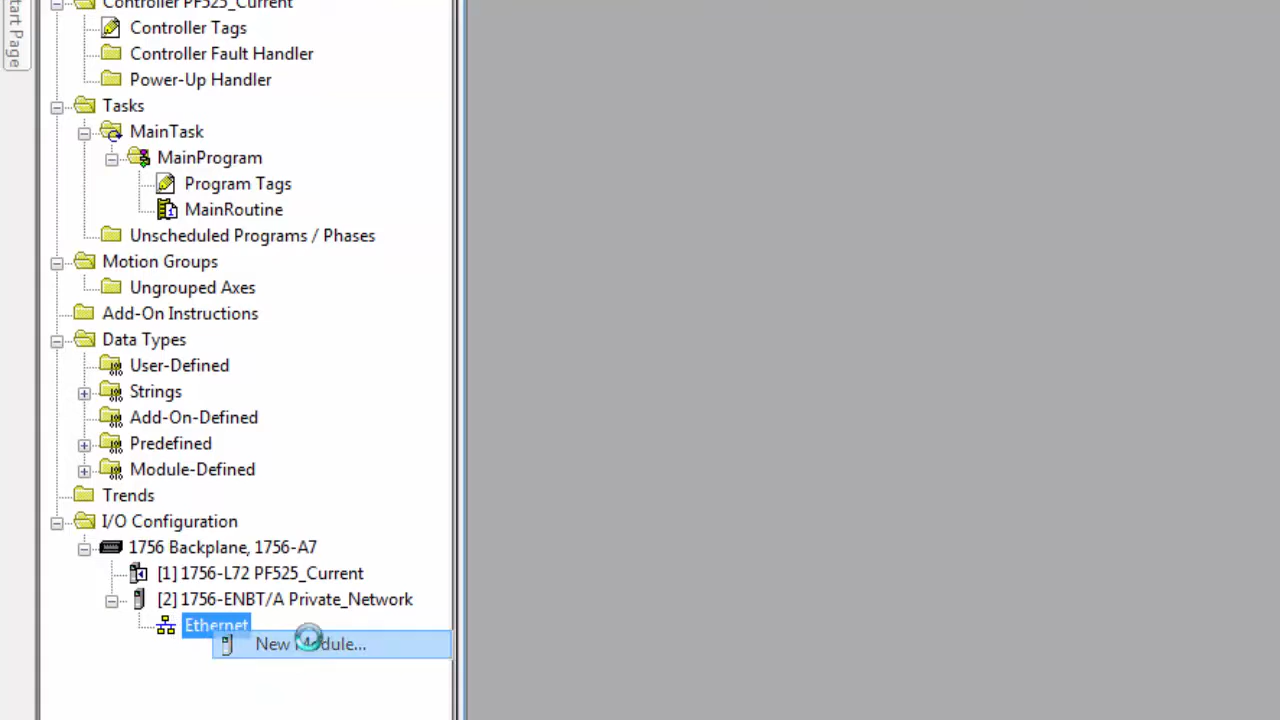 Controller PF525_Current
Controller Tags
Controller Fault Handler
Power-Up Handler
Tasks
MainTask
MainProgram
Program Tags
MainRoutine
Unscheduled Programs / Phases
Motion Groups
Ungrouped Axes
Add-On Instructions
Data Types
User-Defined
Strings
Add-On-Defined
Predefined
Module-Defined
Trends
I/O Configuration
1756 Backplane, 1756-A7
[1] 1756-L72 PF525_Current
[2] 1756-ENBT/A Private_Network
Ethernet
New Module...
tart Page